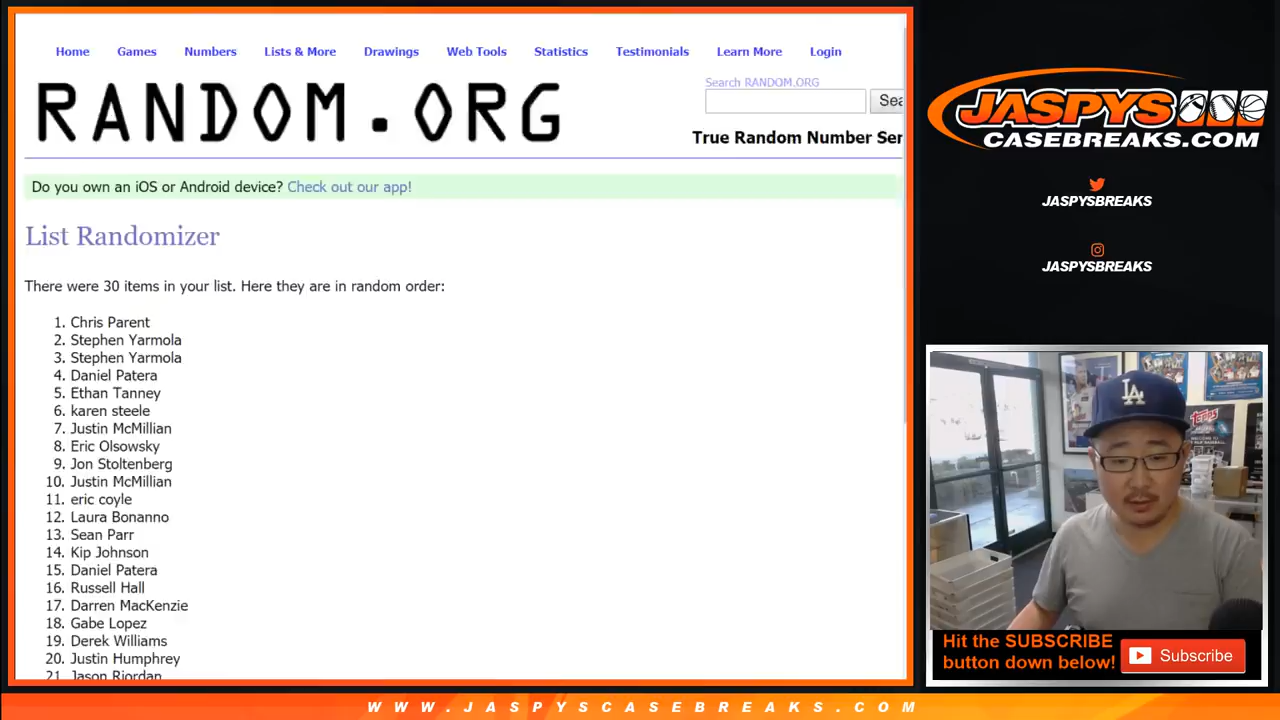 Home Games Numbers Lists & More Drawings Web Tools Statistics Testimonials Learn More Login
RANDOM.ORG
Search RANDOM.ORG
Sea
True Random Number Ser
Do you own an iOS or Android device? Check out our app!
List Randomizer
There were 30 items in your list. Here they are in random order:
1. Chris Parent
2. Stephen Yarmola
3. Stephen Yarmola
4. Daniel Patera
5. Ethan Tanney
6. karen steele
7. Justin McMillian
8. Eric Olsowsky
9. Jon Stoltenberg
10. Justin McMillian
11. eric coyle
12. Laura Bonanno
13. Sean Parr
14. Kip Johnson
15. Daniel Patera
16. Russell Hall
17. Darren MacKenzie
18. Gabe Lopez
19. Derek Williams
20. Justin Humphrey
21. Jason Riordan
JASPYS
CASEBREAKS.COM
JASPYSBREAKS
JASPYSBREAKS
LA
Topps
Hit the SUBSCRIBE
button down below!
Subscribe
WWW.JASPYSCASEBREAKS.COM